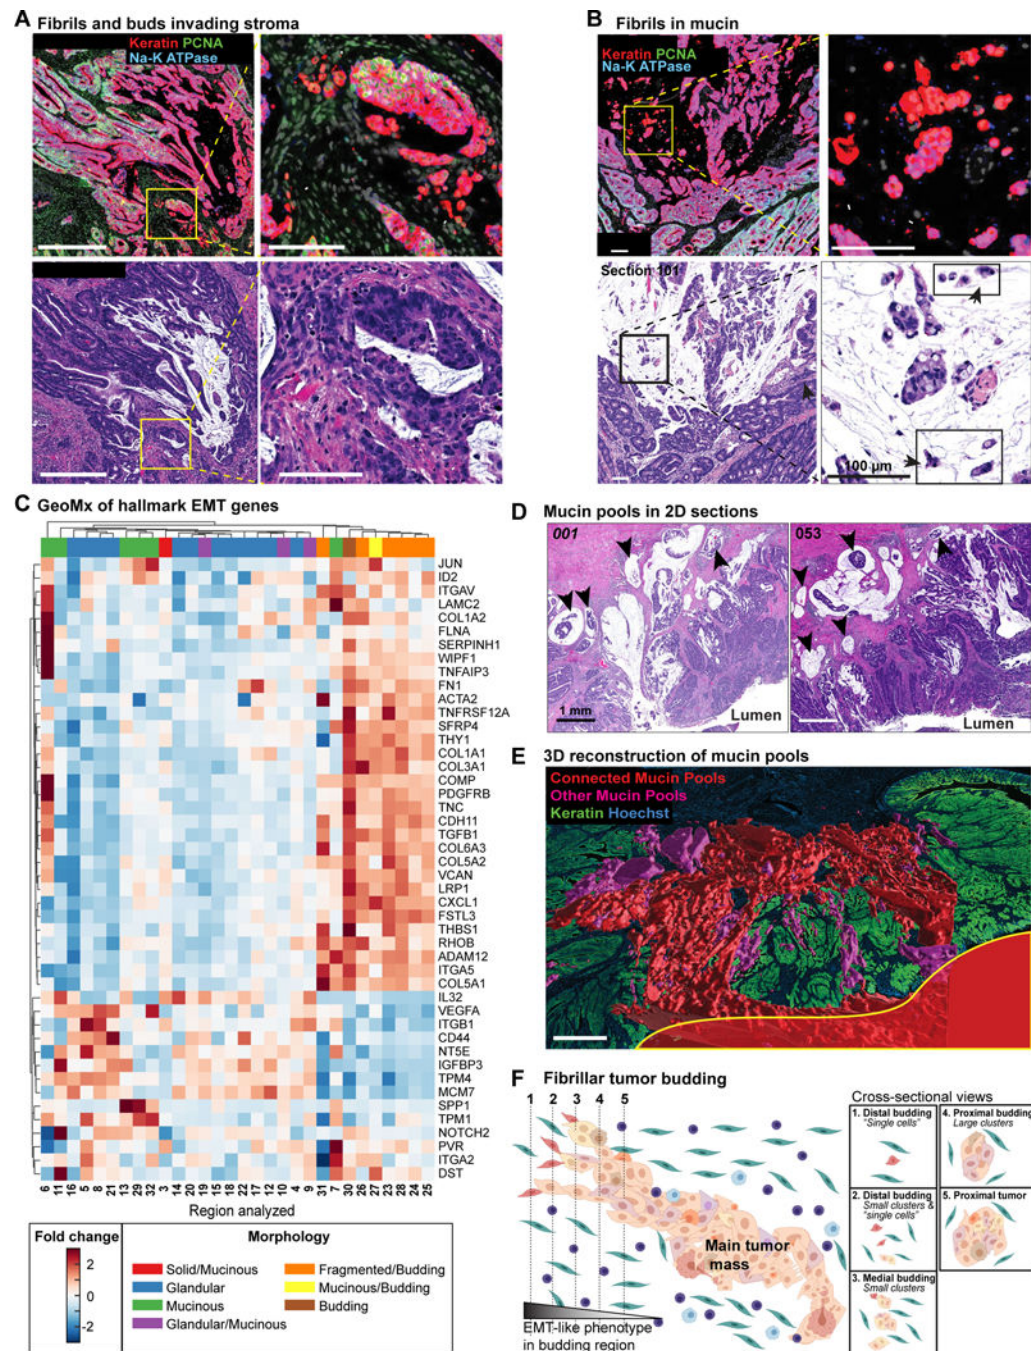 A Fibrils and buds invading stroma
Keratin PCNA
Na-K ATPase
B Fibrils in mucin
Keratin PCNA
Na-K ATPase
Section 101
100 µm
C GeoMx of hallmark EMT genes
JUN
ID2
ITGAV
LAMC2
COL1A2
FLNA
SERPINH1
WIPF1
TNFAIP3
FN1
ACTA2
TNFRSF12A
SFRP4
THY1
COL1A1
COL3A1
COMP
PDGFRB
TNC
CDH11
TGFB1
COL6A3
COL5A2
VCAN
LRP1
CXCL1
FSTL3
THBS1
RHOB
ADAM12
ITGA5
COL5A1
IL32
VEGFA
ITGB1
CD44
NT5E
IGFBP3
TPM4
MCM7
SPP1
TPM1
NOTCH2
PVR
ITGA2
DST
6 11 16 5 8 21 13 29 32 3 14 20 19 15 18 22 17 12 10 4 9 31 7 30 26 27 23 28 24 25
Region analyzed
Fold change
2
0
-2
Morphology
Solid/Mucinous
Glandular
Mucinous
Glandular/Mucinous
Fragmented/Budding
Mucinous/Budding
Budding
D Mucin pools in 2D sections
001
1 mm
Lumen
053
Lumen
E 3D reconstruction of mucin pools
Connected Mucin Pools
Other Mucin Pools
Keratin Hoechst
F Fibrillar tumor budding
1 2 3 4 5
Main tumor
mass
EMT-like phenotype
in budding region
Cross-sectional views
1. Distal budding
"Single cells"
2. Distal budding
Small clusters &
"single cells"
3. Medial budding
Small clusters
4. Proximal budding
Large clusters
5. Proximal tumor